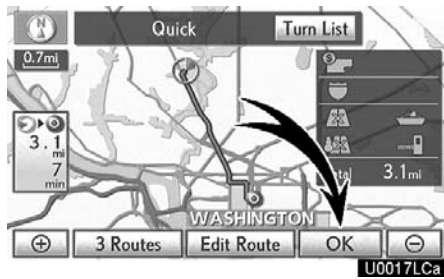 Quick
Turn List
0.7mi
3.1
mi
7
min
3.1mi
WASHINGTON
3 Routes
Edit Route
OK
U0017LCa